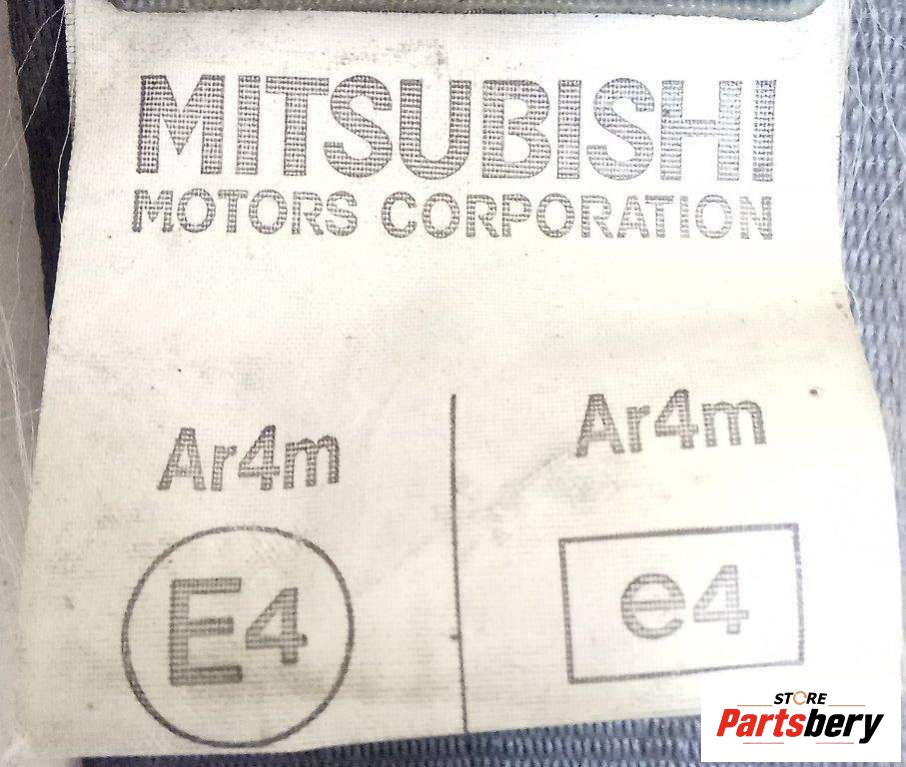 MITSUBISHI
MOTORS CORPORATION
Ar4m
E4
Ar4m
e4
STORE
Partsbery